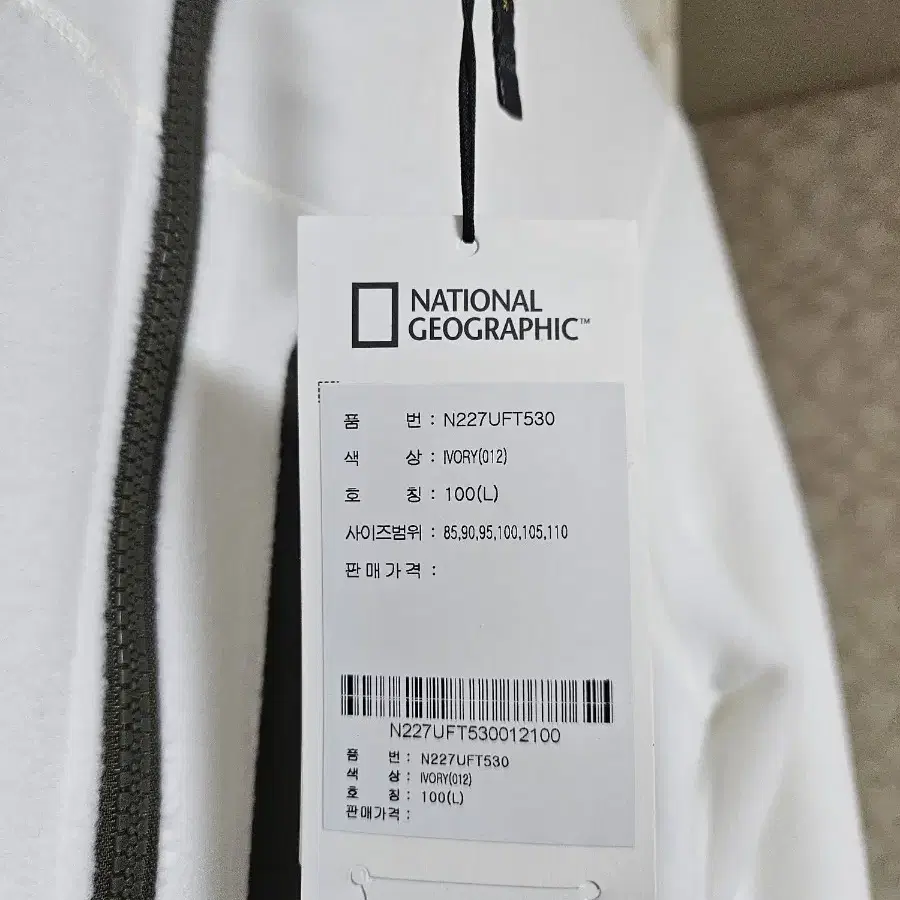 NATIONAL
GEOGRAPHIC™
품 번 : N227UFT530
색 상 : IVORY(012)
호 칭 : 100(L)
사이즈범위 : 85,90,95,100,105,110
판매가격 :
N227UFT530012100
품 번 : N227UFT530
색 상 : IVORY(012)
호 칭 : 100(L)
판매가격 :